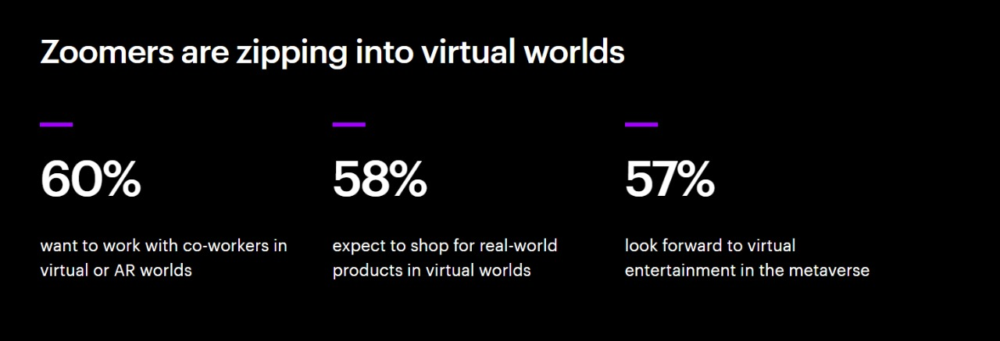 Zoomers are zipping into virtual worlds
60%
want to work with co-workers in
virtual or AR worlds
58%
expect to shop for real-world
products in virtual worlds
57%
look forward to virtual
entertainment in the metaverse